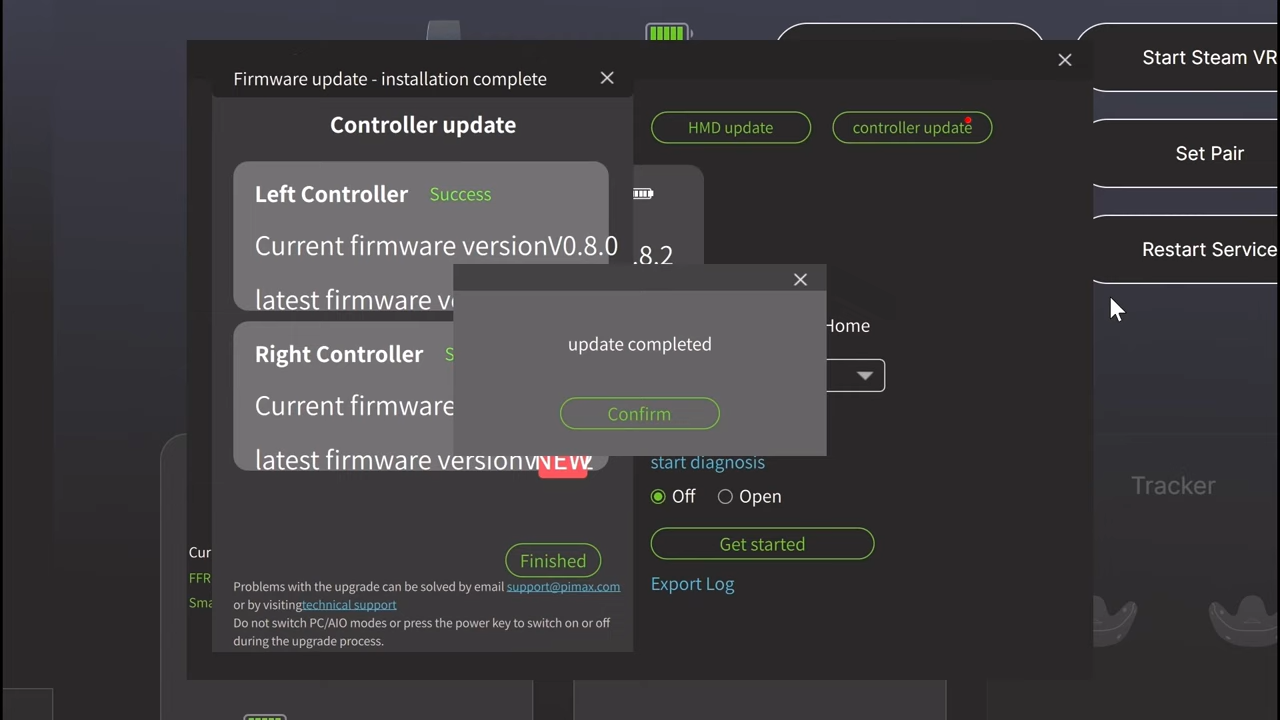 Start Steam VR
Firmware update - installation complete
HMD update
controller update
Controller update
Set Pair
Left Controller Success
Current firmware versionV0.8.0
.8.2
Restart Service
latest firmware
update completed
Home
Right Controller
Current firmware
Confirm
latest firmware version
NEW
start diagnosis
Off
Open
Tracker
Get started
Finished
Cur
FFR
Sma
Export Log
Problems with the upgrade can be solved by email support@pimax.com
or by visitingtechnical support
Do not switch PC/AIO modes or press the power key to switch on or off
during the upgrade process.